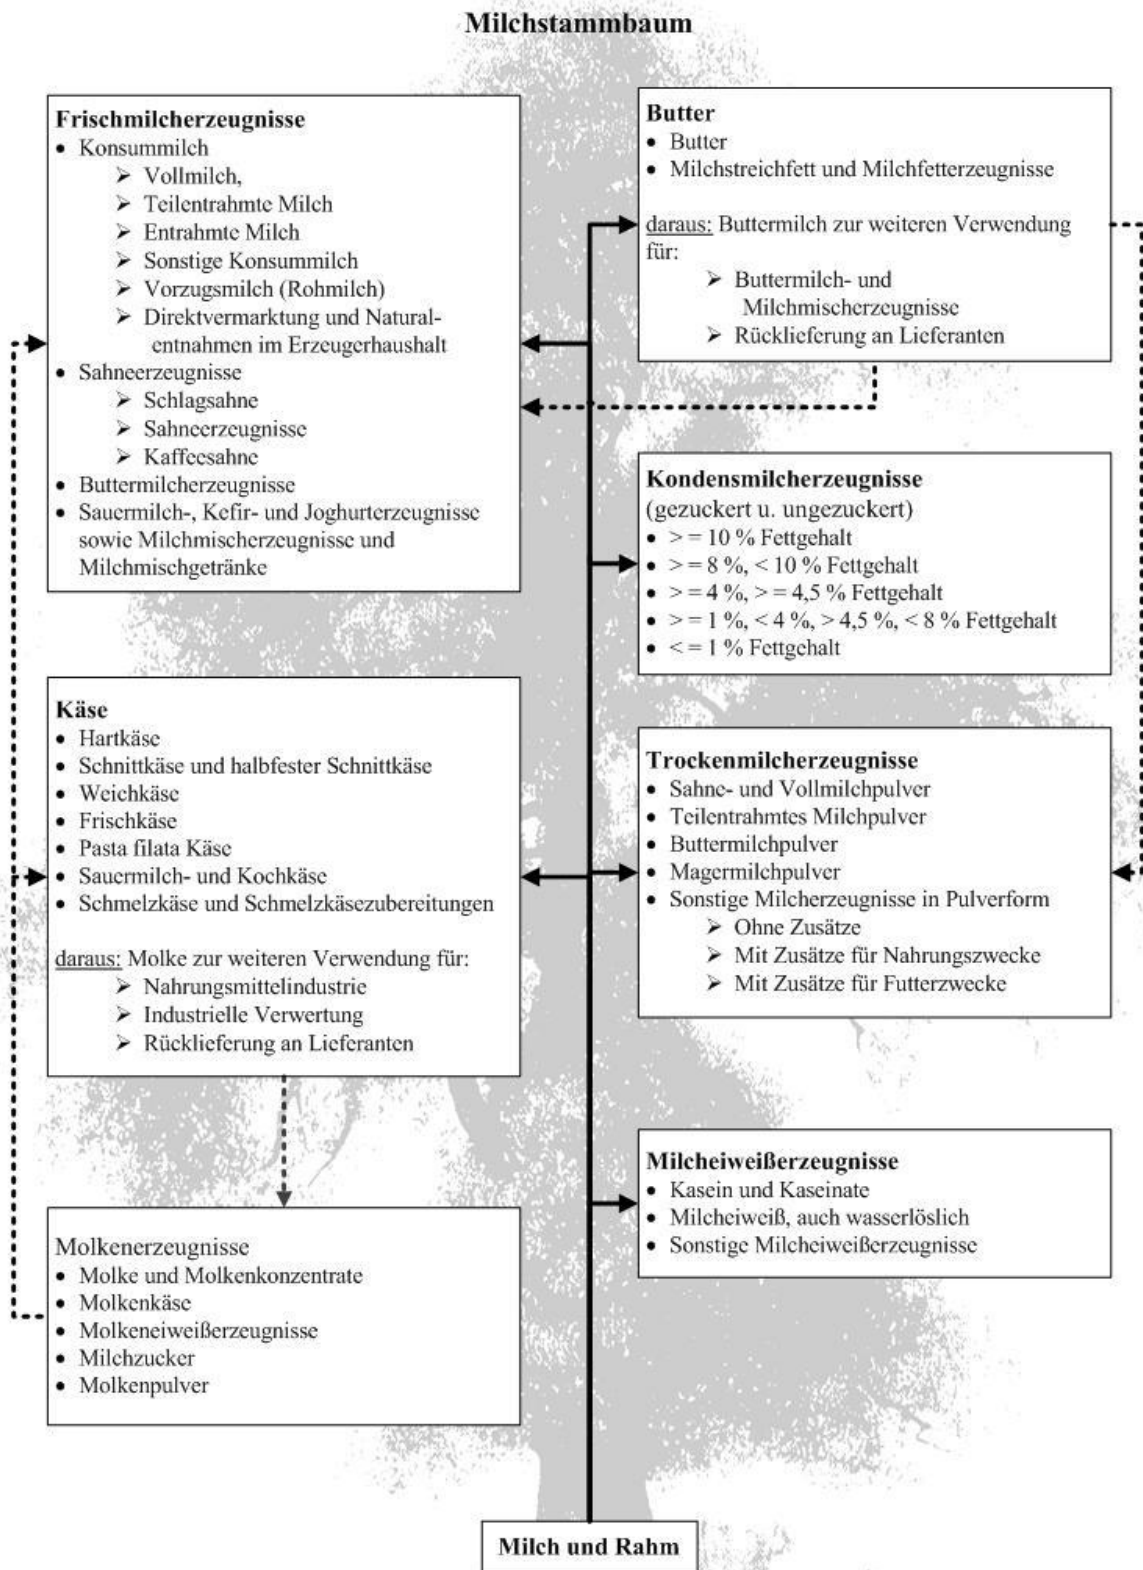 Milchstammbaum
Frischmilcherzeugnisse
• Konsummilch
➢ Vollmilch,
➢ Teilentrahmte Milch
➢ Entrahmte Milch
➢ Sonstige Konsummilch
➢ Vorzugsmilch (Rohmilch)
➢ Direktvermarktung und Natural-
entnahmen im Erzeugerhaushalt
• Sahneerzeugnisse
➢ Schlagsahne
➢ Sahneerzeugnisse
➢ Kaffeesahne
• Buttermilcherzeugnisse
• Sauermilch-, Kefir- und Joghurterzeugnisse
sowie Milchmischerzeugnisse und
Milchmischgetränke
Butter
• Butter
• Milchstreichfett und Milchfetterzeugnisse
daraus: Buttermilch zur weiteren Verwendung
für:
➢ Buttermilch- und
Milchmischerzeugnisse
➢ Rücklieferung an Lieferanten
Kondensmilcherzeugnisse
(gezuckert u. ungezuckert)
• > = 10 % Fettgehalt
• > = 8 %, < 10 % Fettgehalt
• > = 4 %, > = 4,5 % Fettgehalt
• > = 1 %, < 4 %, > 4,5 %, < 8 % Fettgehalt
• < = 1 % Fettgehalt
Käse
• Hartkäse
• Schnittkäse und halbfester Schnittkäse
• Weichkäse
• Frischkäse
• Pasta filata Käse
• Sauermilch- und Kochkäse
• Schmelzkäse und Schmelzkäsezubereitungen
daraus: Molke zur weiteren Verwendung für:
➢ Nahrungsmittelindustrie
➢ Industrielle Verwertung
➢ Rücklieferung an Lieferanten
Trockenmilcherzeugnisse
• Sahne- und Vollmilchpulver
• Teilentrahmtes Milchpulver
• Buttermilchpulver
• Magermilchpulver
• Sonstige Milcherzeugnisse in Pulverform
➢ Ohne Zusätze
➢ Mit Zusätze für Nahrungszwecke
➢ Mit Zusätze für Futterzwecke
Milcheiweißerzeugnisse
• Kasein und Kaseinate
• Milcheiweiß, auch wasserlöslich
• Sonstige Milcheiweißerzeugnisse
Molkenerzeugnisse
• Molke und Molkenkonzentrate
• Molkenkäse
• Molkeneiweißerzeugnisse
• Milchzucker
• Molkenpulver
Milch und Rahm